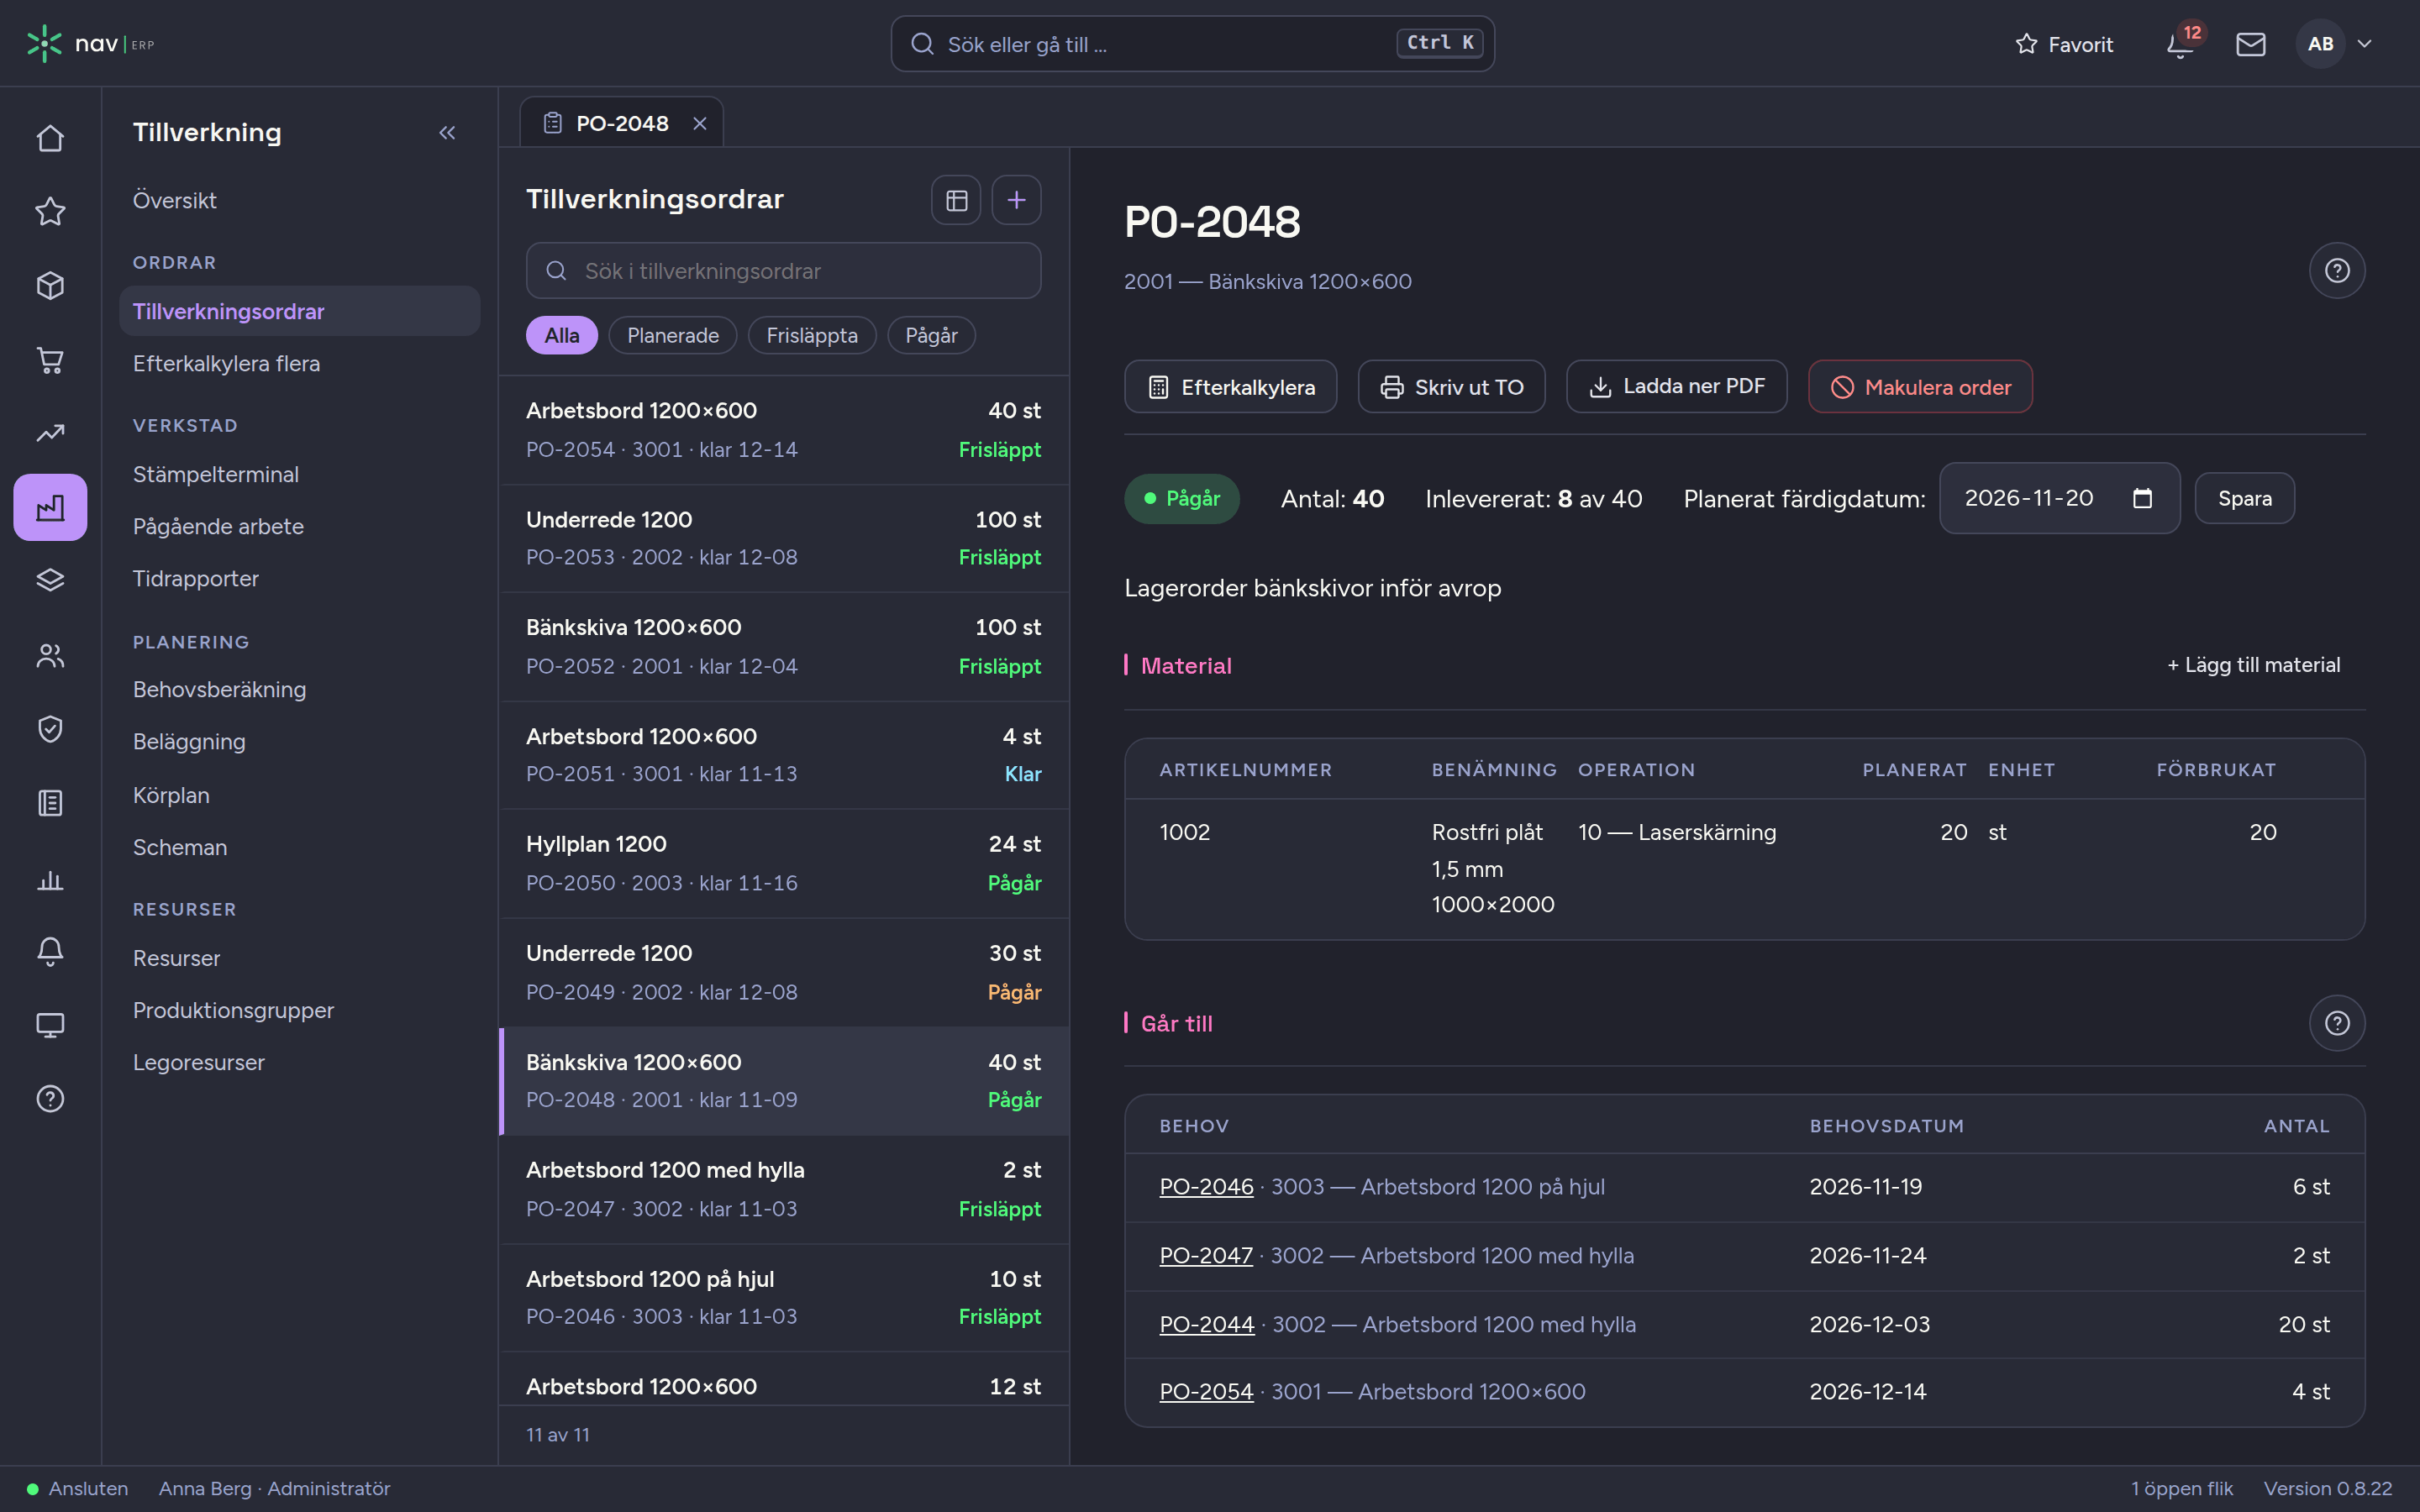 nav | ERP
Sök eller gå till ...
Ctrl K
Favorit
12
AB
Tillverkning
Översikt
ORDRAR
Tillverkningsordrar
Efterkalkylera flera
VERKSTAD
Stämpelterminal
Pågående arbete
Tidrapporter
PLANERING
Behovsberäkning
Beläggning
Körplan
Scheman
RESURSER
Resurser
Produktionsgrupper
Legoresurser
PO-2048
Tillverkningsordrar
Sök i tillverkningsordrar
Alla
Planerade
Frisläppta
Pågår
Arbetsbord 1200×600 40 st
PO-2054 · 3001 · klar 12-14 Frisläppt
Underrede 1200 100 st
PO-2053 · 2002 · klar 12-08 Frisläppt
Bänkskiva 1200×600 100 st
PO-2052 · 2001 · klar 12-04 Frisläppt
Arbetsbord 1200×600 4 st
PO-2051 · 3001 · klar 11-13 Klar
Hyllplan 1200 24 st
PO-2050 · 2003 · klar 11-16 Pågår
Underrede 1200 30 st
PO-2049 · 2002 · klar 12-08 Pågår
Bänkskiva 1200×600 40 st
PO-2048 · 2001 · klar 11-09 Pågår
Arbetsbord 1200 med hylla 2 st
PO-2047 · 3002 · klar 11-03 Frisläppt
Arbetsbord 1200 på hjul 10 st
PO-2046 · 3003 · klar 11-03 Frisläppt
Arbetsbord 1200×600 12 st
11 av 11
PO-2048
2001 — Bänkskiva 1200×600
Efterkalkylera
Skriv ut TO
Ladda ner PDF
Makulera order
Pågår
Antal: 40
Inlevererat: 8 av 40
Planerat färdigdatum:
2026-11-20
Spara
Lagerorder bänkskivor inför avrop
Material
+ Lägg till material
ARTIKELNUMMER BENÄMNING OPERATION PLANERAT ENHET FÖRBRUKAT
1002 Rostfri plåt 10 — Laserskärning 20 st 20
1,5 mm
1000×2000
Går till
BEHOV BEHOVSDATUM ANTAL
PO-2046 · 3003 — Arbetsbord 1200 på hjul 2026-11-19 6 st
PO-2047 · 3002 — Arbetsbord 1200 med hylla 2026-11-24 2 st
PO-2044 · 3002 — Arbetsbord 1200 med hylla 2026-12-03 20 st
PO-2054 · 3001 — Arbetsbord 1200×600 2026-12-14 4 st
Ansluten
Anna Berg · Administratör
1 öppen flik
Version 0.8.22